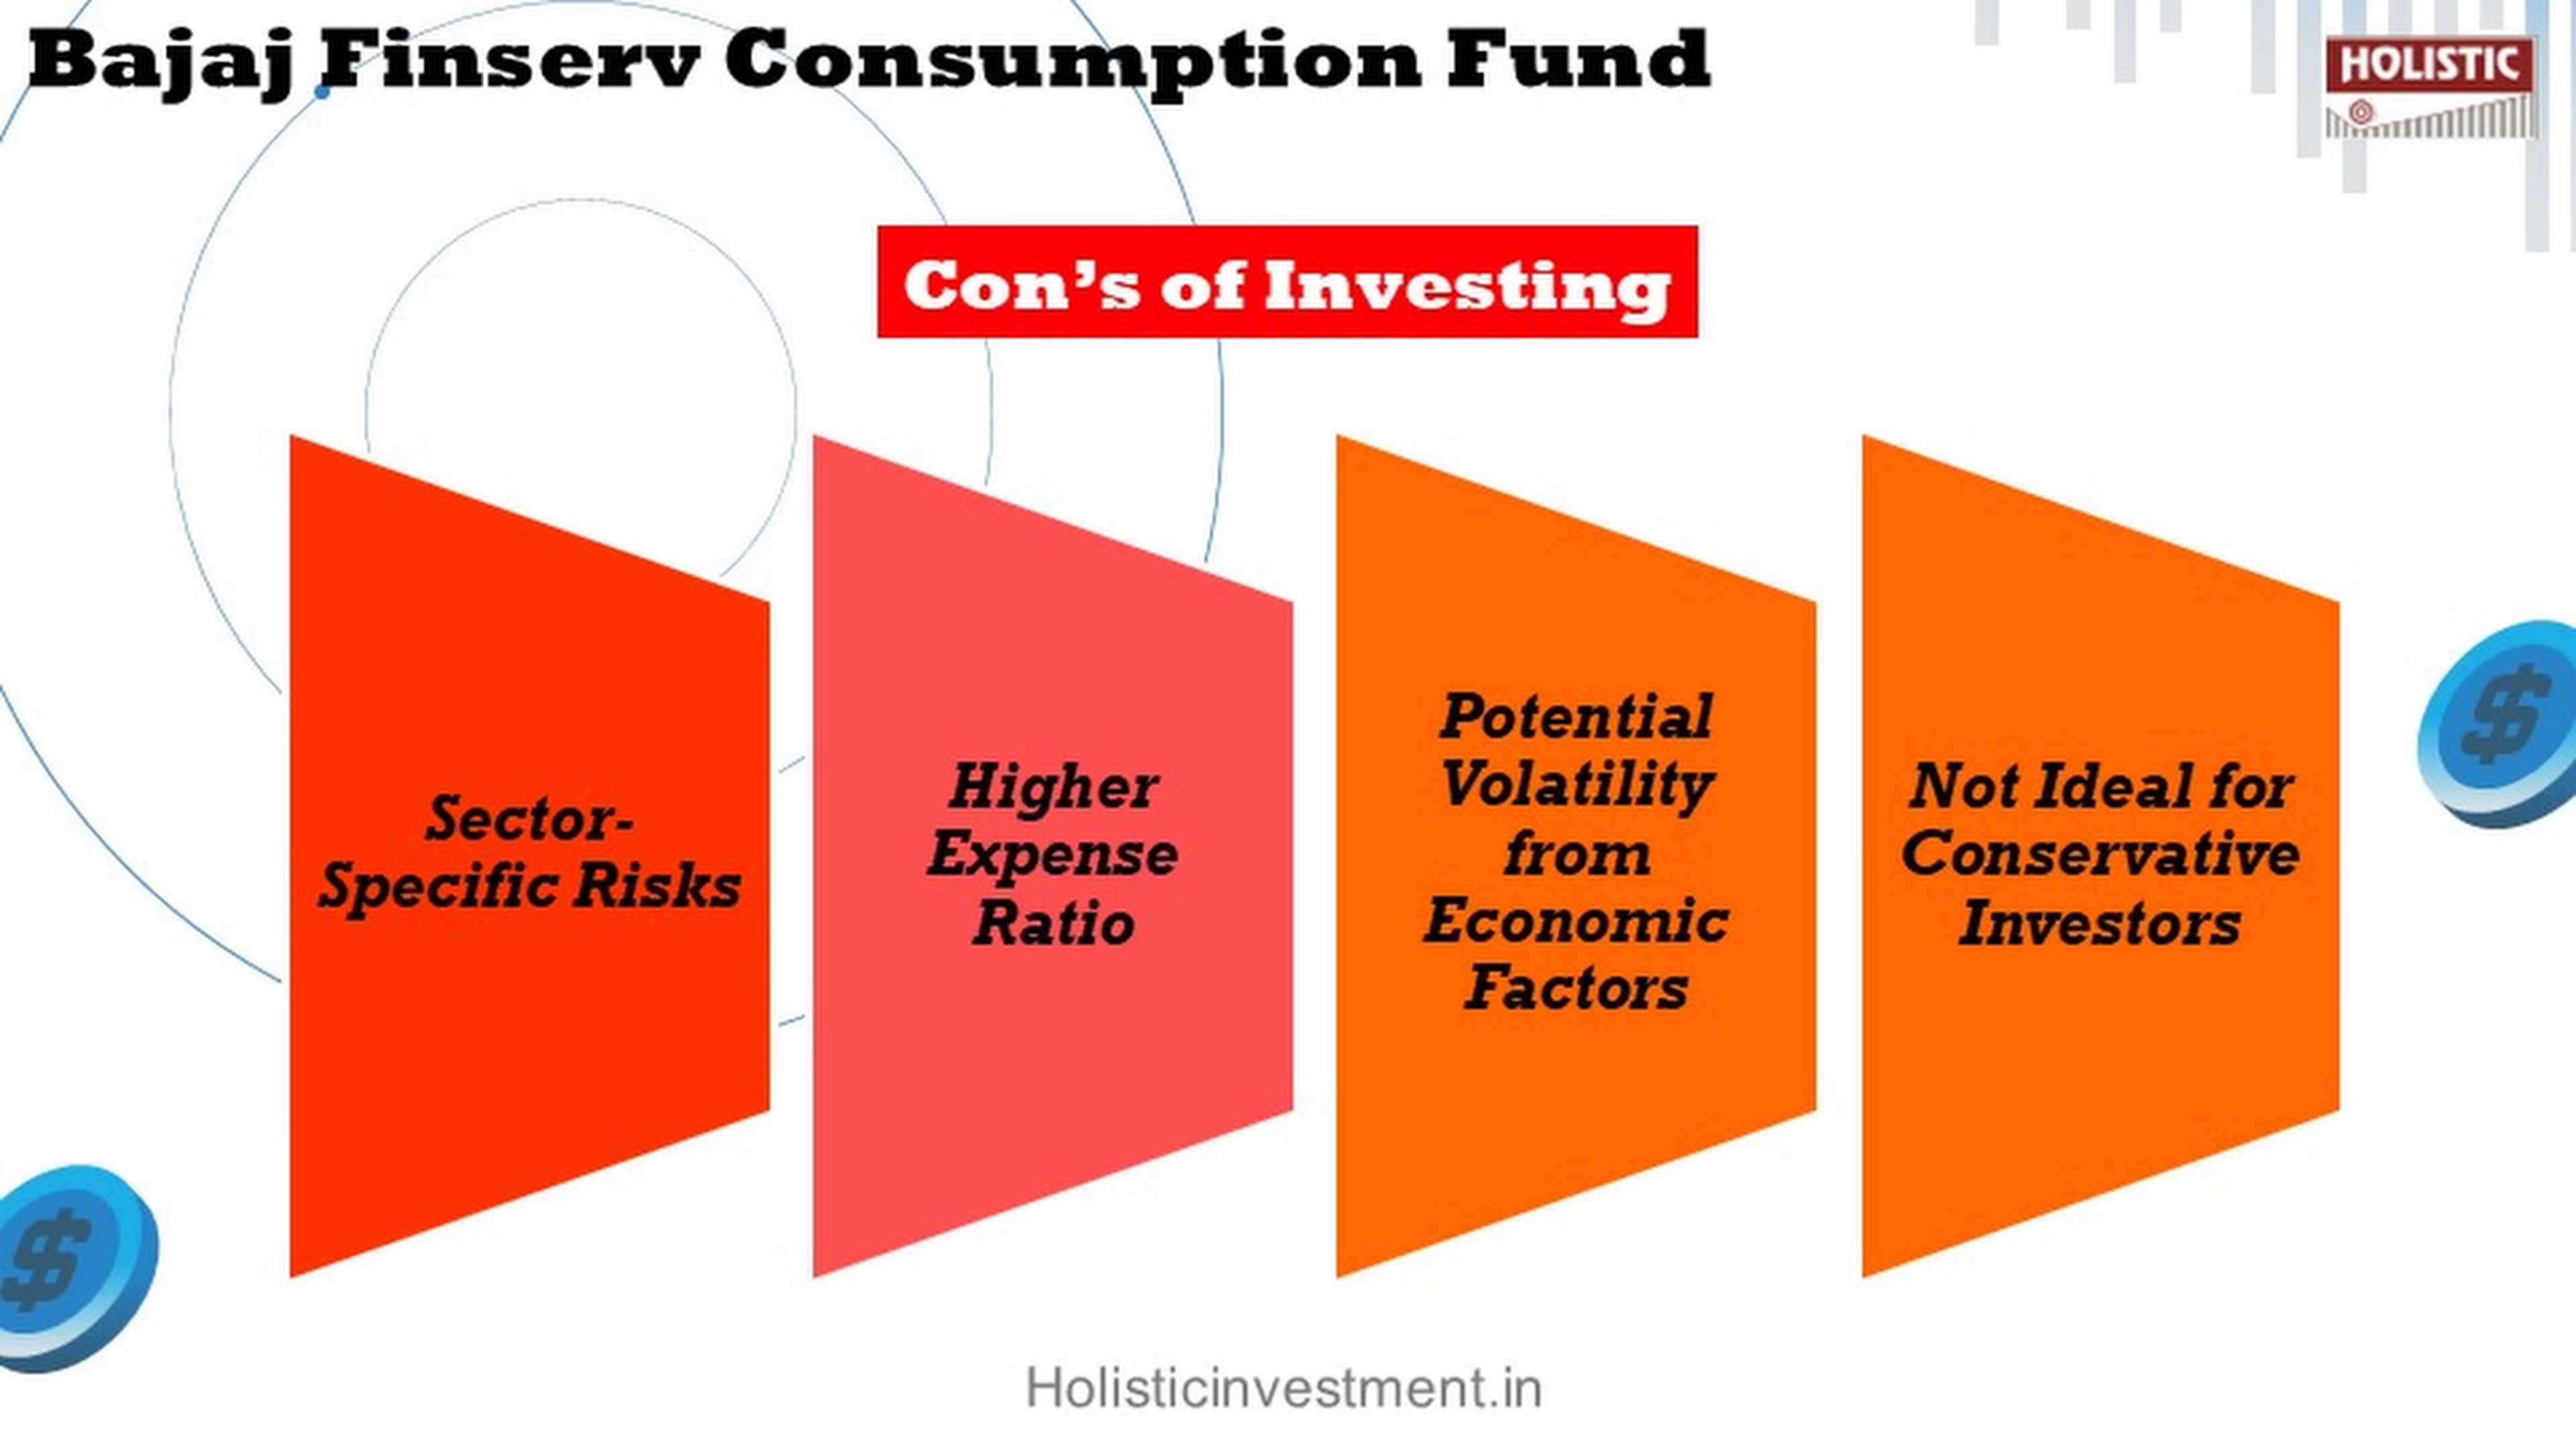 Bajaj Finserv Consumption Fund
HOLISTIC
Con's of Investing
Sector-
Specific Risks
Higher
Expense
Ratio
Potential
Volatility
from
Economic
Factors
Not Ideal for
Conservative
Investors
$
$
Holisticinvestment.in